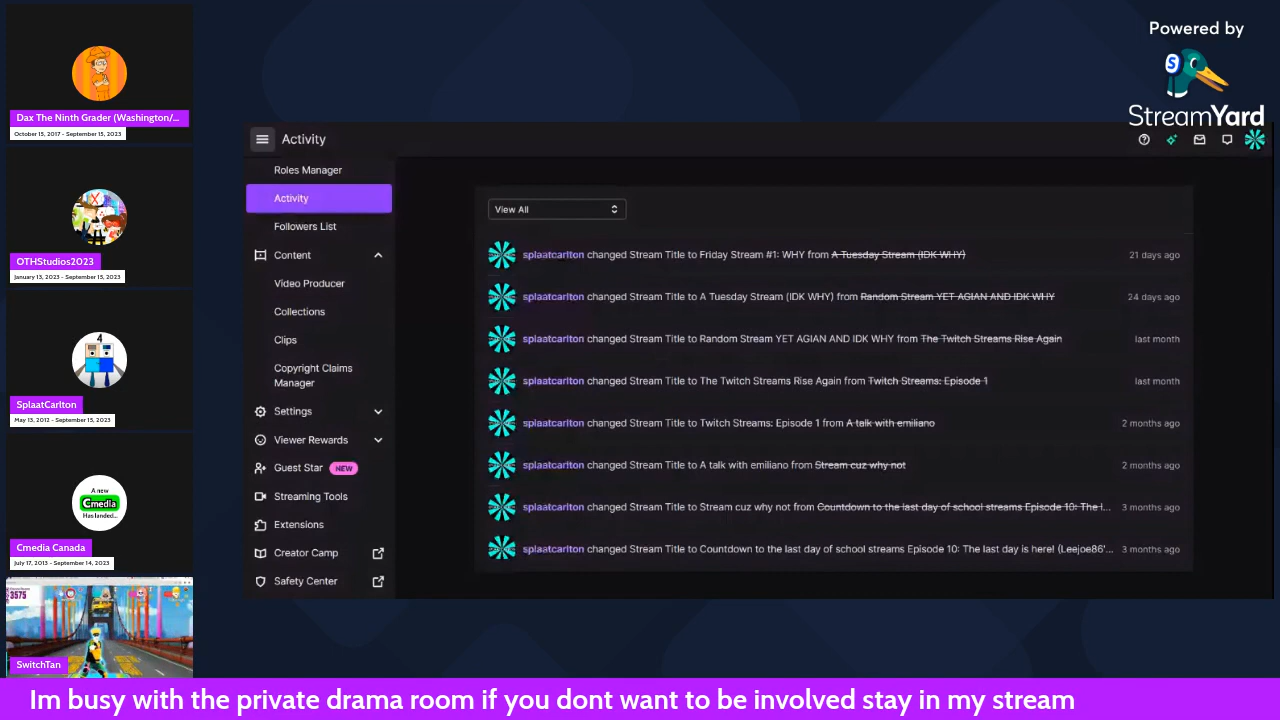 Dax The Ninth Grader (Washington/...
October 15, 2017 - September 15, 2023
OTHStudios2023
January 13, 2023 - September 15, 2023
4
SplaatCarlton
May 13, 2012 - September 15, 2023
A new
Cmedia
Has landed...
Cmedia Canada
July 17, 2013 - September 14, 2023
3575
SwitchTan
Powered by
S
StreamYard
Activity
Roles Manager
Activity
Followers List
Content
Video Producer
Collections
Clips
Copyright Claims
Manager
Settings
Viewer Rewards
Guest Star NEW
Streaming Tools
Extensions
Creator Camp
Safety Center
View All
splaatcarlton changed Stream Title to Friday Stream #1: WHY from A Tuesday Stream (IDK WHY) 21 days ago
splaatcarlton changed Stream Title to A Tuesday Stream (IDK WHY) from Random Stream YET AGIAN AND IDK WHY 24 days ago
splaatcarlton changed Stream Title to Random Stream YET AGIAN AND IDK WHY from The Twitch Streams Rise Again last month
splaatcarlton changed Stream Title to The Twitch Streams Rise Again from Twitch Streams: Episode 1 last month
splaatcarlton changed Stream Title to Twitch Streams: Episode 1 from A talk with emiliano 2 months ago
splaatcarlton changed Stream Title to A talk with emiliano from Stream cuz why not 2 months ago
splaatcarlton changed Stream Title to Stream cuz why not from Countdown to the last day of school streams Episode 10: The l... 3 months ago
splaatcarlton changed Stream Title to Countdown to the last day of school streams Episode 10: The last day is here! (Leejoe86'... 3 months ago
Im busy with the private drama room if you dont want to be involved stay in my stream